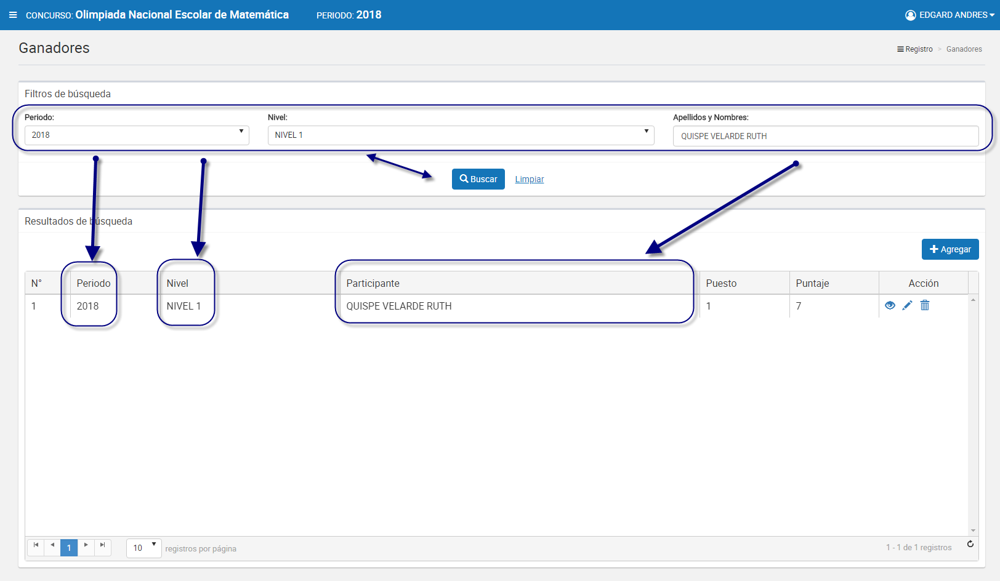 CONCURSO: Olimpiada Nacional Escolar de Matemática PERIODO: 2018 EDGARD ANDRES
Ganadores
Registro > Ganadores
Filtros de búsqueda
Periodo: Nivel: Apellidos y Nombres:
2018 NIVEL 1 QUISPE VELARDE RUTH
Buscar Limpiar
Resultados de búsqueda
Agregar
N° Periodo Nivel Participante Puesto Puntaje Acción
1 2018 NIVEL 1 QUISPE VELARDE RUTH 1 7
1 10 registros por página 1 - 1 de 1 registros